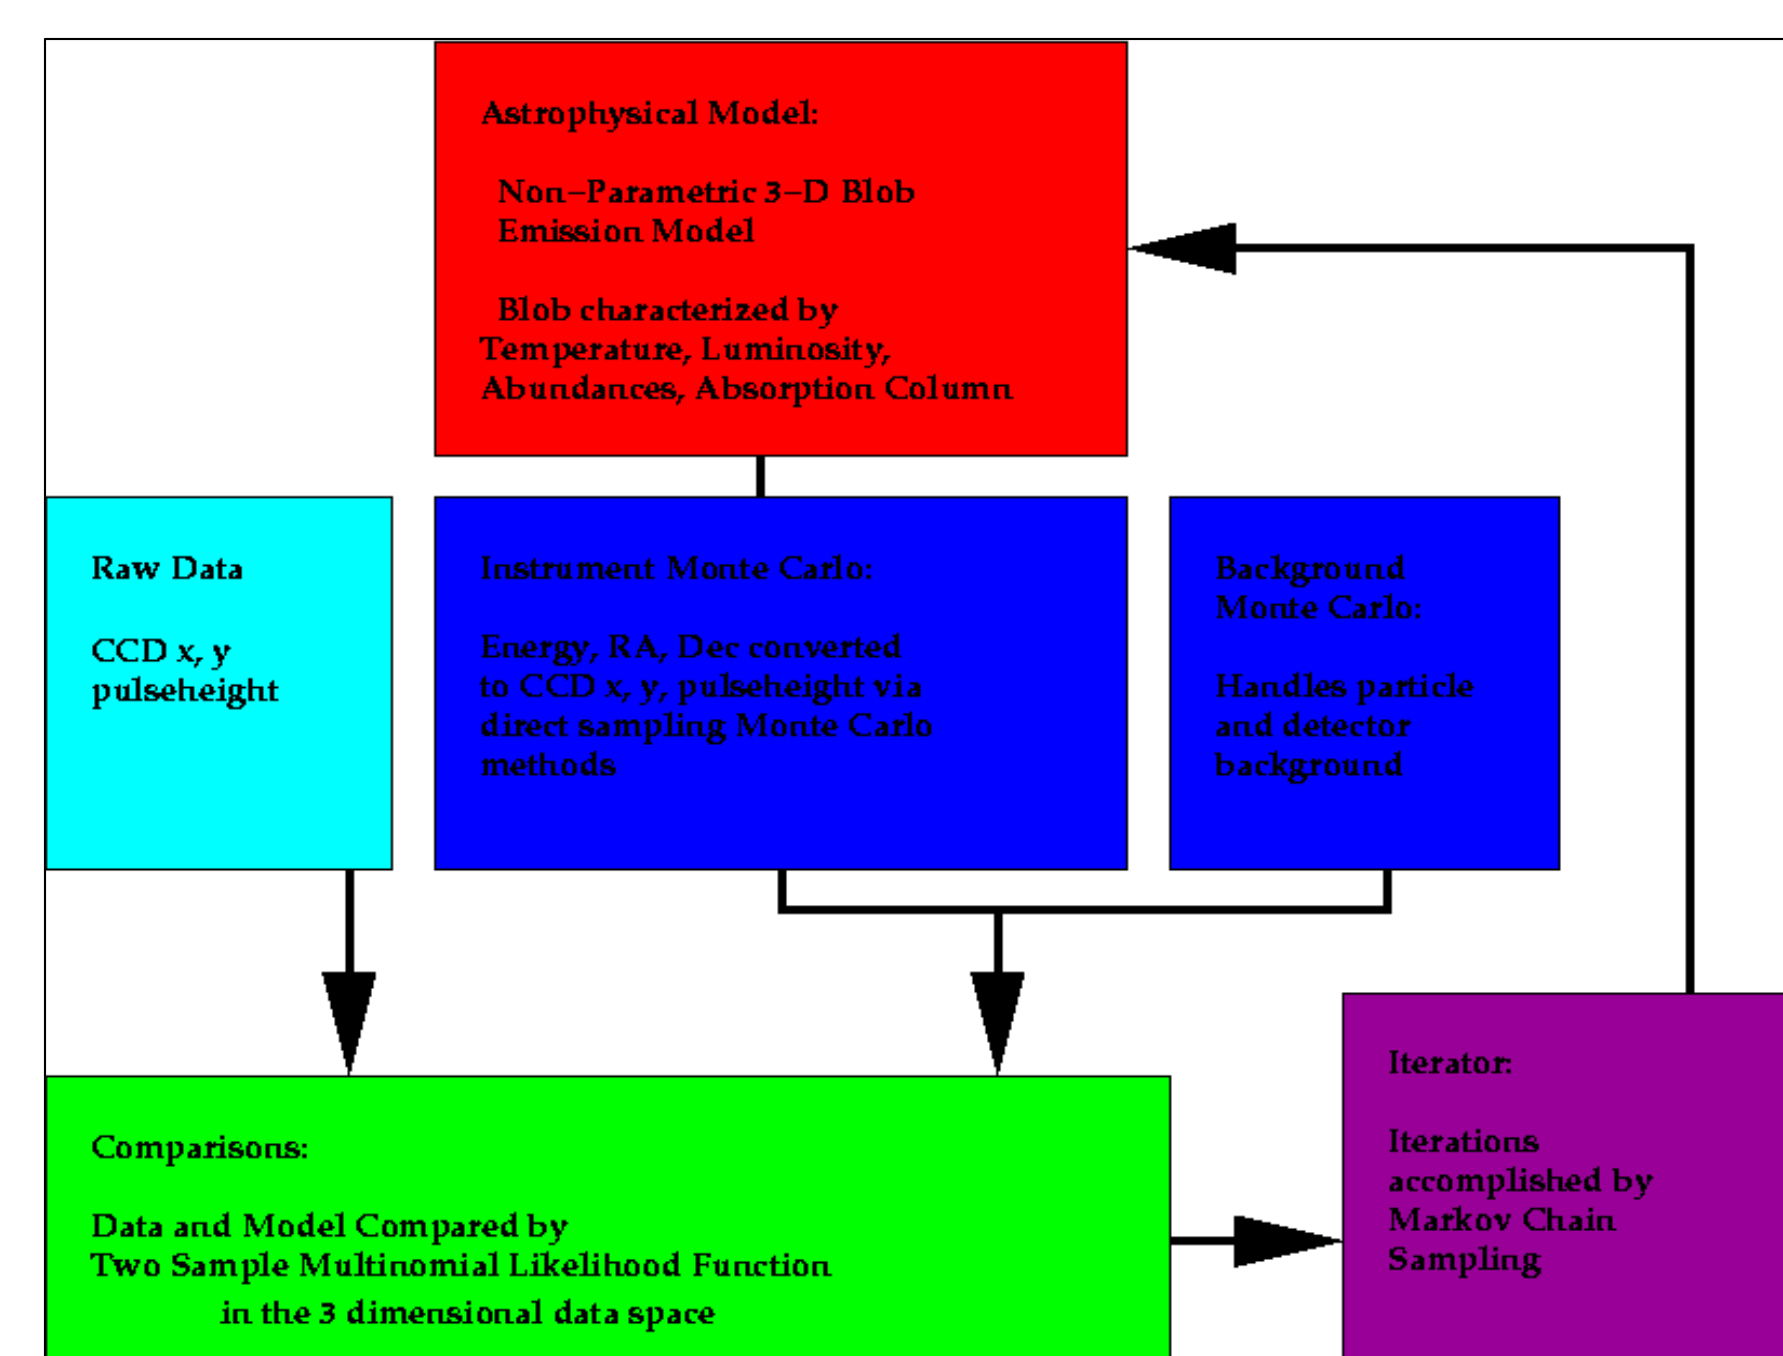 Astrophysical Model:
Non−Parametric 3−D Blob
Emission Model
Blob characterized by
Temperature, Luminosity,
Abundances, Absorption Column
Raw Data
CCD x, y
pulseheight
Instrument Monte Carlo:
Energy, RA, Dec converted
to CCD x, y, pulseheight via
direct sampling Monte Carlo
methods
Background
Monte Carlo:
Handles particle
and detector
background
Comparisons:
Data and Model Compared by
Two Sample Multinomial Likelihood Function
in the 3 dimensional data space
Iterator:
Iterations
accomplished by
Markov Chain
Sampling